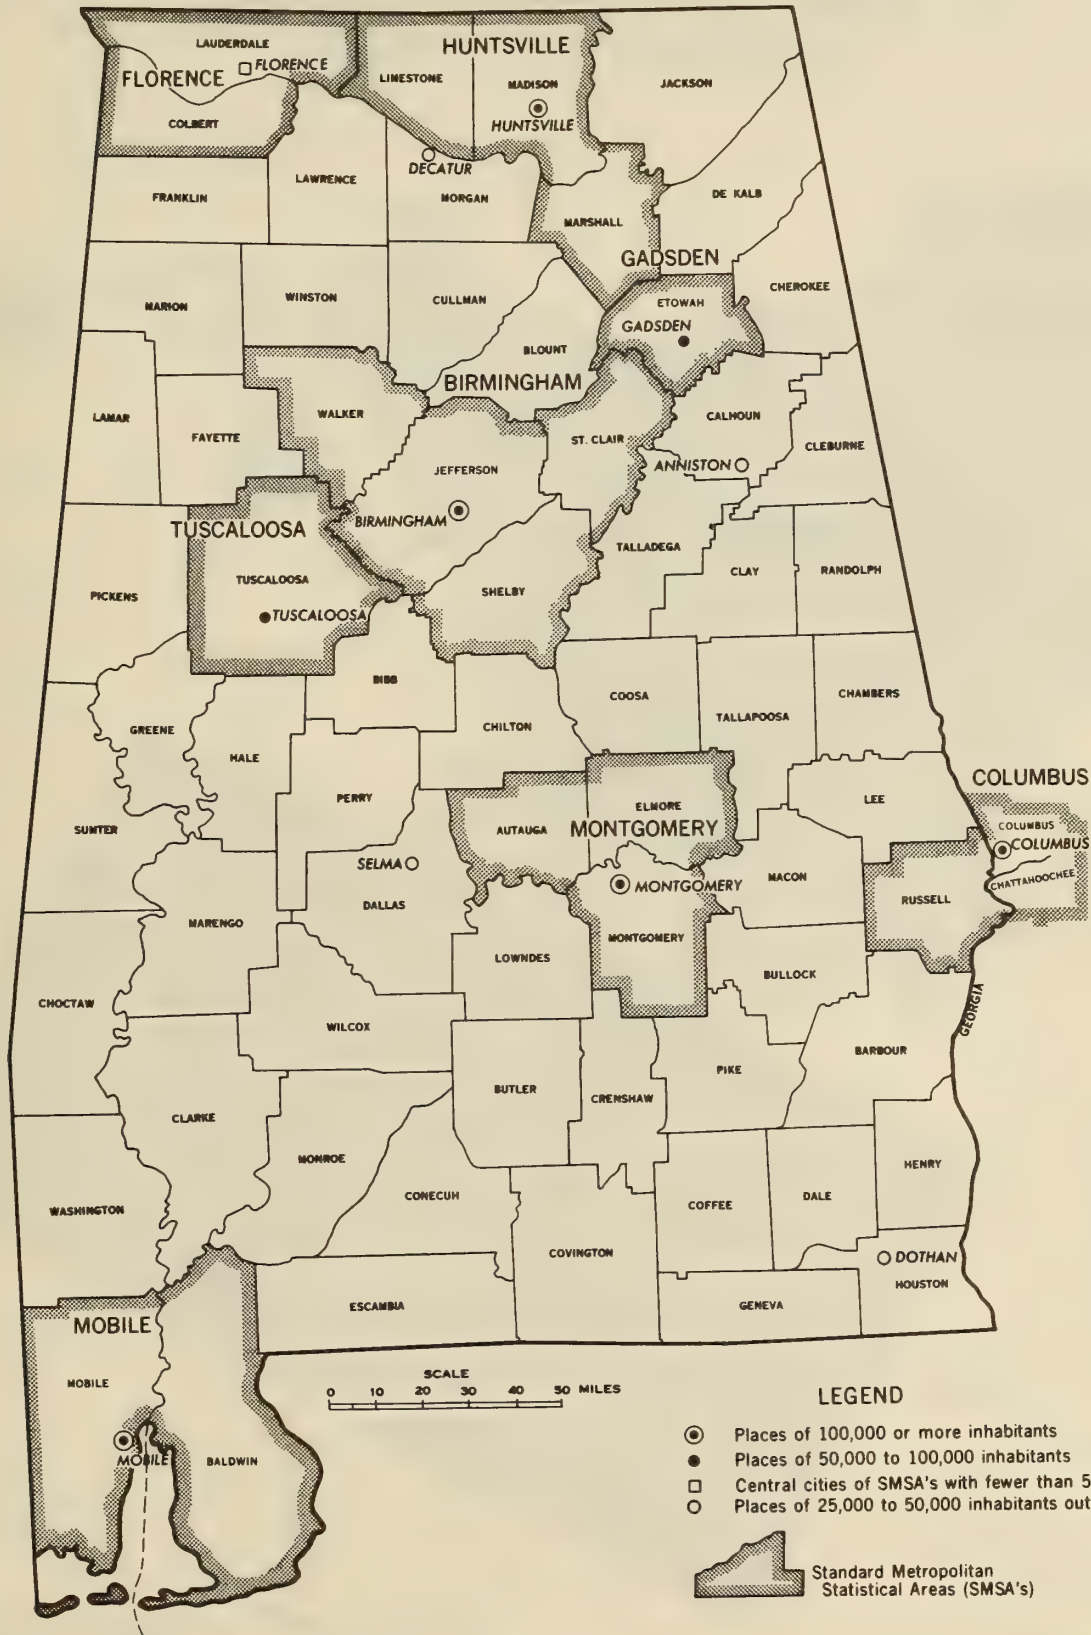 LAUDERDALE
FLORENCE
FLORENCE
COLBERT
HUNTSVILLE
LIMESTONE
MADISON
HUNTSVILLE
JACKSON
DECATUR
FRANKLIN
LAWRENCE
MORGAN
MARSHALL
DE KALB
GADSDEN
MARION
WINSTON
CULLMAN
ETOWAH
GADSDEN
CHEROKEE
BLOUNT
BIRMINGHAM
LAMAR
FAYETTE
WALKER
JEFFERSON
ST. CLAIR
CALHOUN
CLEBURNE
ANNISTON
BIRMINGHAM
TUSCALOOSA
TUSCALOOSA
TUSCALOOSA
PICKENS
SHELBY
TALLADEGA
CLAY
RANDOLPH
BIBB
GREENE
HALE
CHILTON
COOSA
TALLAPOOSA
CHAMBERS
SUMTER
PERRY
AUTAUGA
ELMORE
MONTGOMERY
LEE
COLUMBUS
COLUMBUS
COLUMBUS
CHATTAHOOCHEE
SELMA
DALLAS
MONTGOMERY
MACON
RUSSELL
MARENGO
LOWNDES
MONTGOMERY
BULLOCK
CHOCTAW
WILCOX
GEORGIA
BARBOUR
PIKE
BUTLER
CRENSHAW
CLARKE
MONROE
CONECUH
COFFEE
DALE
HENRY
WASHINGTON
COVINGTON
DOTHAN
HOUSTON
ESCAMBIA
GENEVA
MOBILE
MOBILE
MOBILE
BALDWIN
SCALE
0 10 20 30 40 50 MILES
LEGEND
Places of 100,000 or more inhabitants
Places of 50,000 to 100,000 inhabitants
Central cities of SMSA's with fewer than 5
Places of 25,000 to 50,000 inhabitants out
Standard Metropolitan
Statistical Areas (SMSA's)